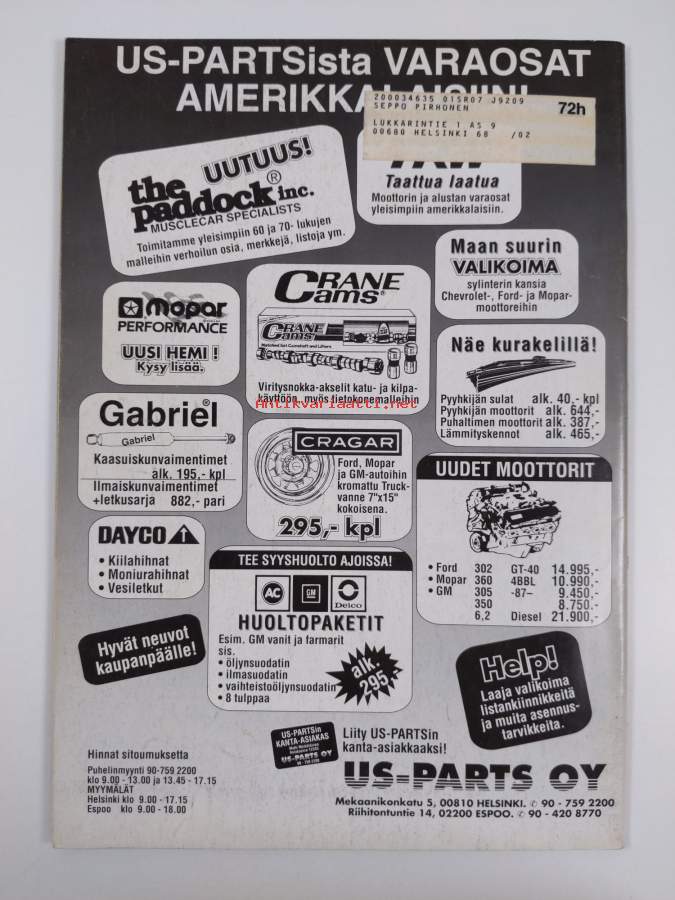 US-PARTSista VARAOSAT
Z00034635 01SR07 J9209
SEPPO PIRHONEN
LUKKARINTIE 1 AS 9
00680 HELSINKI 68 /02
72h
UUTUUS!
the
paddock® inc.
MUSCLECAR SPECIALISTS
Toimitamme yleisimpiin 60 ja 70- lukujen
malleihin verhoilun osia, merkkejä, listoja ym.
Taattua laatua
Moottorin ja alustan varaosat
yleisimpiin amerikkalaisiin.
Maan suurin
VALIKOIMA
sylinterin kansia
Chevrolet-, Ford- ja Mopar-
moottoreihin
Mopar
PERFORMANCE
UUSI HEMI !
Kysy lisää.
CRANE
Cams®
CRANE
Cams
Matched Set Camshaft and Lifters
Viritysnokka-akselit katu- ja kilpa-
käyttöön, myös tietokonemalleihin
Antikvariaatti.net
Näe kurakelillä!
Pyyhkijän sulat alk. 40,- kpl
Pyyhkijän moottorit alk. 644,-
Puhaltimen moottorit alk. 387,-
Lämmityskennot alk. 465,-
Gabriel®
Gabriel
Kaasuiskunvaimentimet
alk. 195,- kpl
Ilmaiskunvaimentimet
+letkusarja 882,- pari
CRAGAR
Ford, Mopar
ja GM-autoihin
kromattu Truck-
vanne 7"x15"
kokoisena.
295,- kpl
UUDET MOOTTORIT
• Ford 302 GT-40 14.995,-
• Mopar 360 4BBL 10.990,-
• GM 305 -87– 9.450,-
350 8.750.-
6,2 Diesel 21.900,-
DAYCO
• Kiilahihnat
• Moniurahihnat
• Vesiletkut
TEE SYYSHUOLTO AJOISSA!
AC
GM
Delco
HUOLTOPAKETIT
Esim. GM vanit ja farmarit
sis.
• öljynsuodatin
• ilmasuodatin
• vaihteistoöljynsuodatin
• 8 tulppaa
alk.
295,-
Hyvät neuvot
kaupanpäälle!
Help!
Laaja valikoima
listankiinnikkeitä
ja muita asennus-
tarvikkeita.
US-PARTSin
KANTA-ASIAKAS
US-PARTS OY
Liity US-PARTSin
kanta-asiakkaaksi!
Hinnat sitoumuksetta
Puhelinmyynti 90-759 2200
klo 9.00 - 13.00 ja 13.45 - 17.15
MYYMÄLÄT
Helsinki klo 9.00 - 17.15
Espoo klo 9.00 - 18.00
US-PARTS OY
Mekaanikonkatu 5, 00810 HELSINKI. ✆ 90 - 759 2200
Riihitontuntie 14, 02200 ESPOO. ✆ 90 - 420 8770